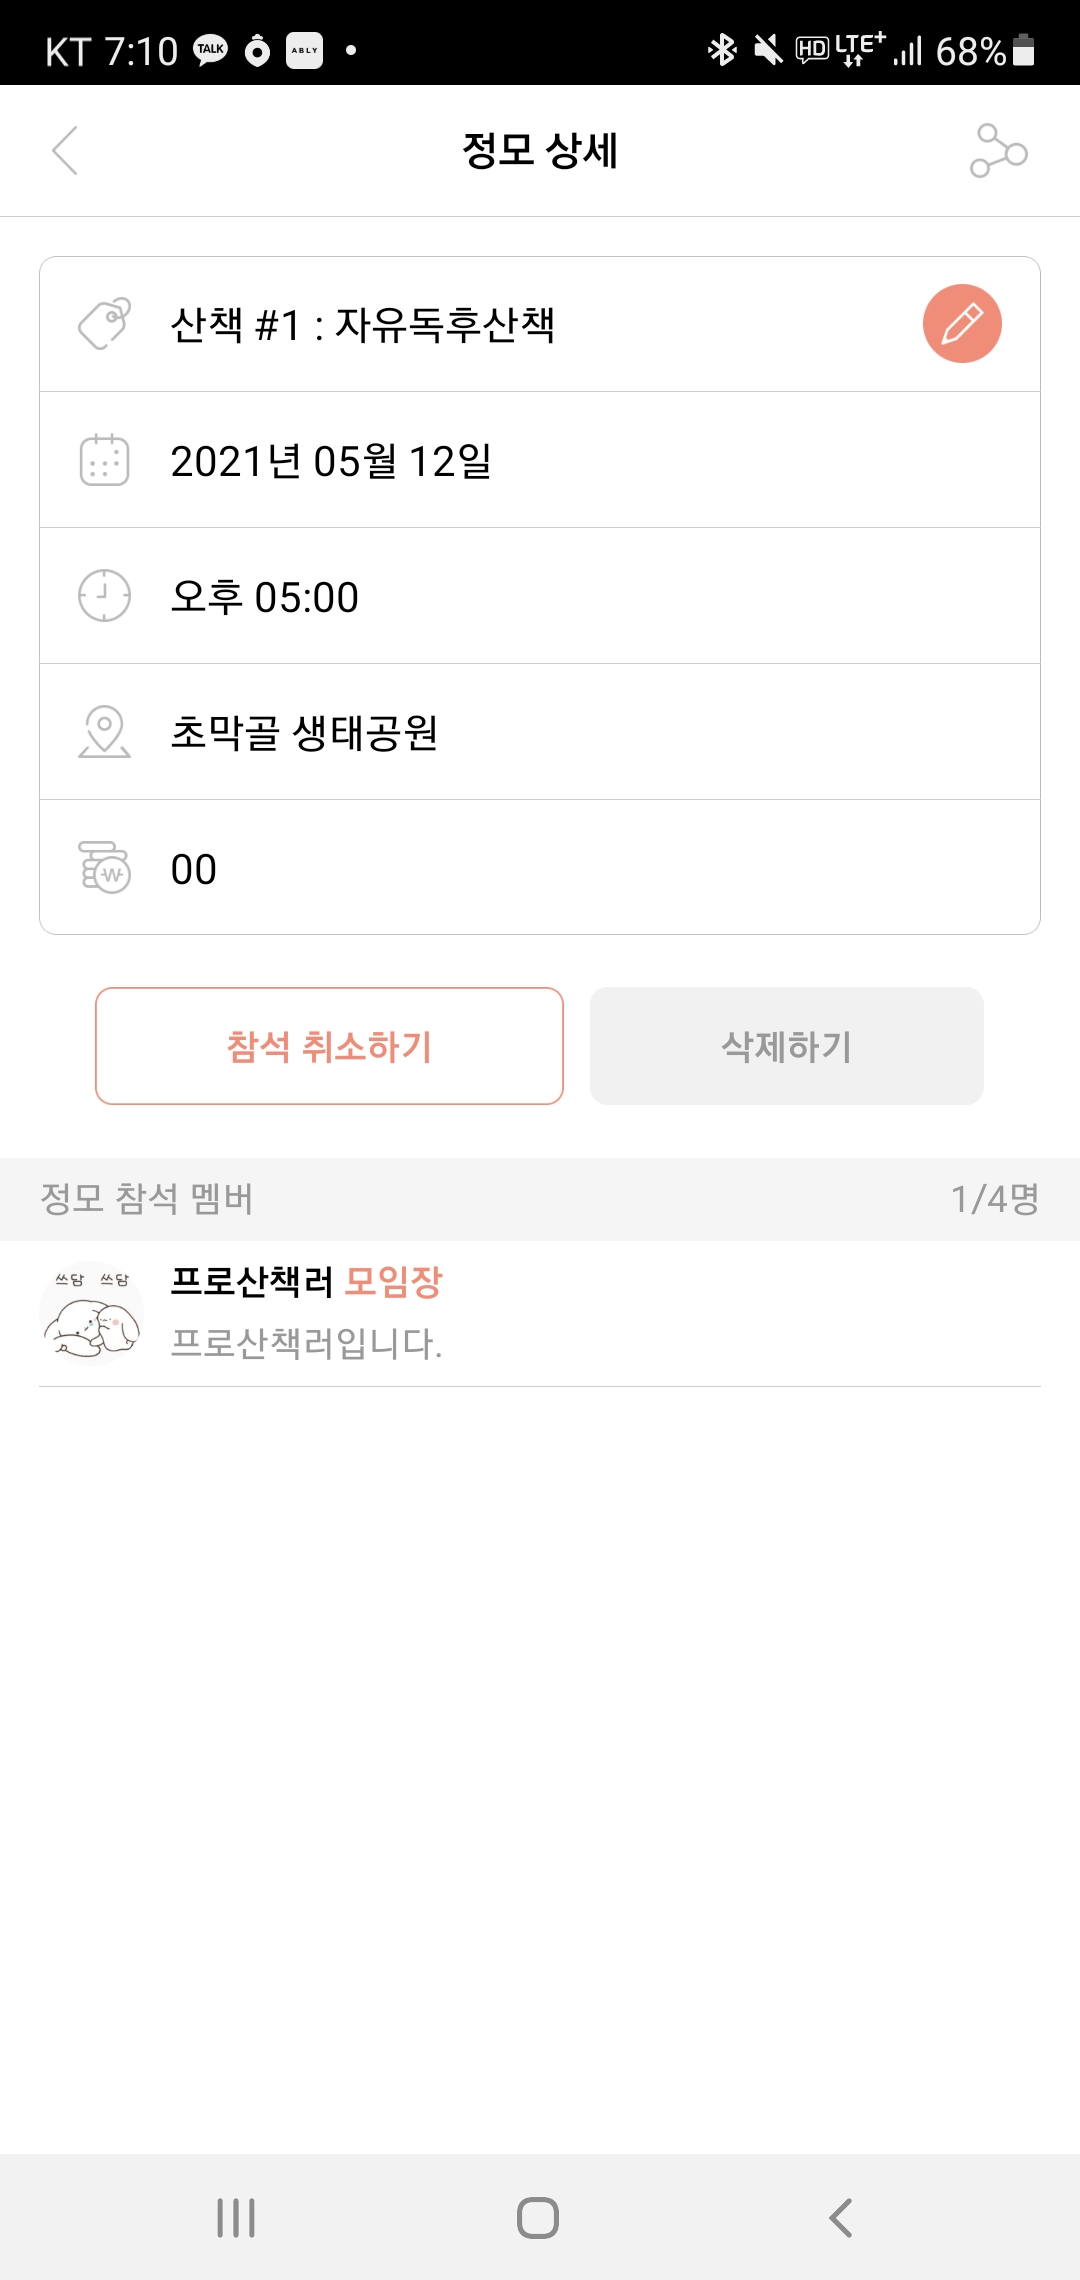 KT 7:10 TALK ABLY HD LTE+ 68%
정모 상세
산책 #1 : 자유독후산책
2021년 05월 12일
오후 05:00
초막골 생태공원
W 00
참석 취소하기 삭제하기
정모 참석 멤버 1/4명
쓰담 쓰담
프로산책러 모임장
프로산책러입니다.